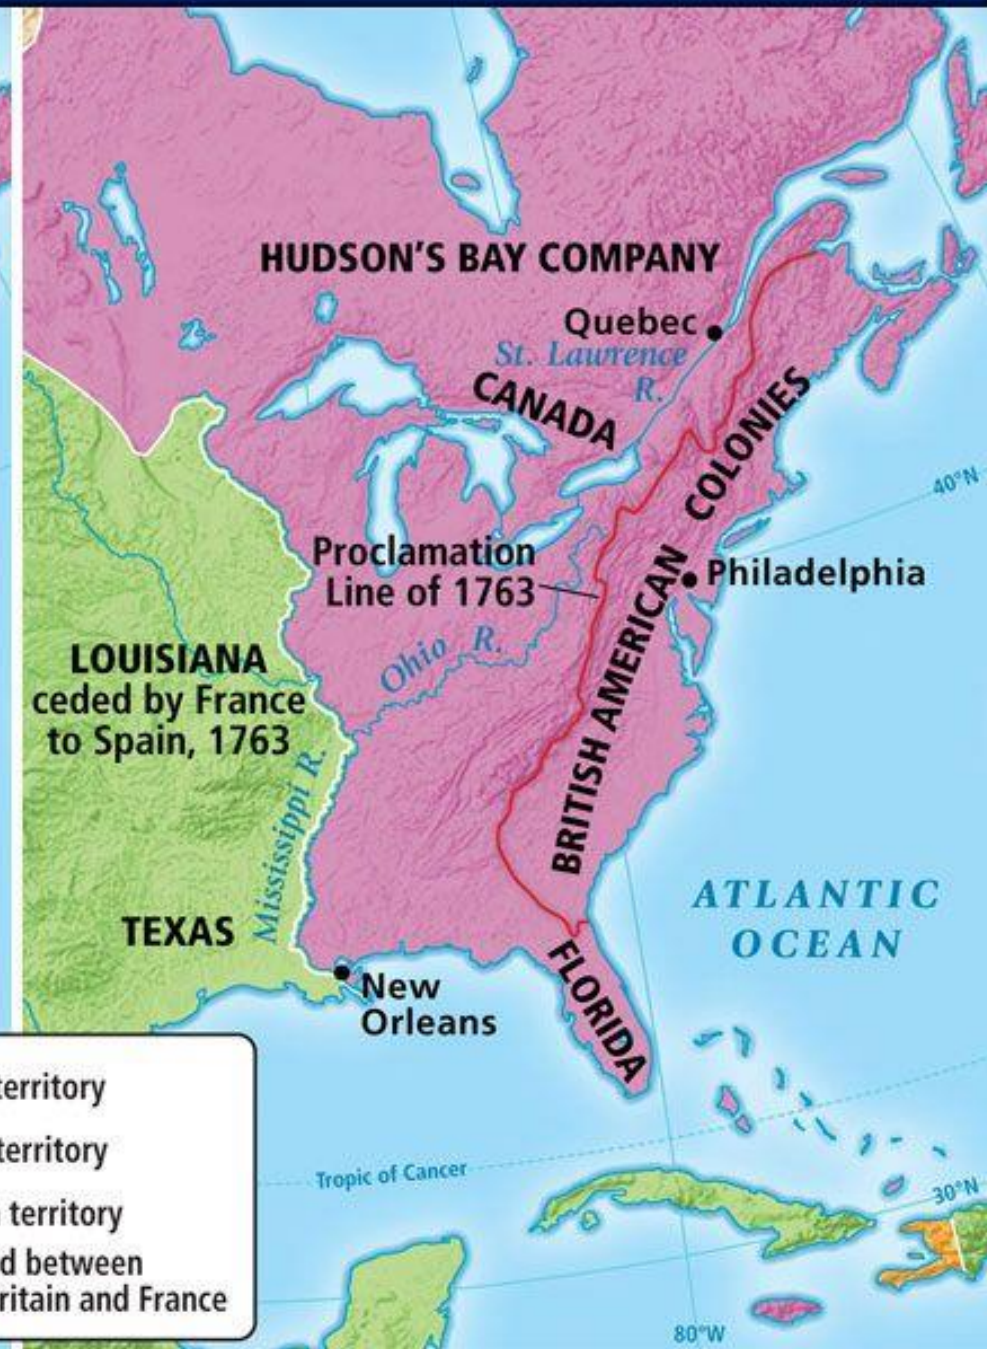 HUDSON'S BAY COMPANY
Quebec
St. Lawrence
R.
CANADA
COLONIES
40°N
Proclamation
Line of 1763
BRITISH AMERICAN
Philadelphia
Ohio R.
LOUISIANA
ceded by France
to Spain, 1763
Mississippi R.
TEXAS
ATLANTIC
OCEAN
New
Orleans
FLORIDA
territory
territory
territory
d between
ritain and France
Tropic of Cancer
30°N
80°W